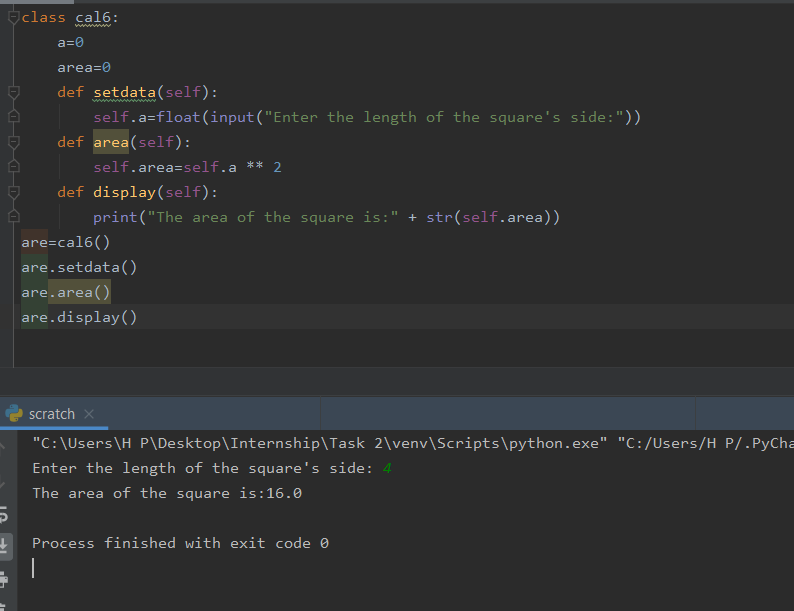 class cal6:
    a=0
    area=0
    def setdata(self):
        self.a=float(input("Enter the length of the square's side:"))
    def area(self):
        self.area=self.a ** 2
    def display(self):
        print("The area of the square is:" + str(self.area))
are=cal6()
are.setdata()
are.area()
are.display()
scratch
"C:\Users\H P\Desktop\Internship\Task 2\venv\Scripts\python.exe" "C:/Users/H P/.PyCha
Enter the length of the square's side: 4
The area of the square is:16.0
Process finished with exit code 0